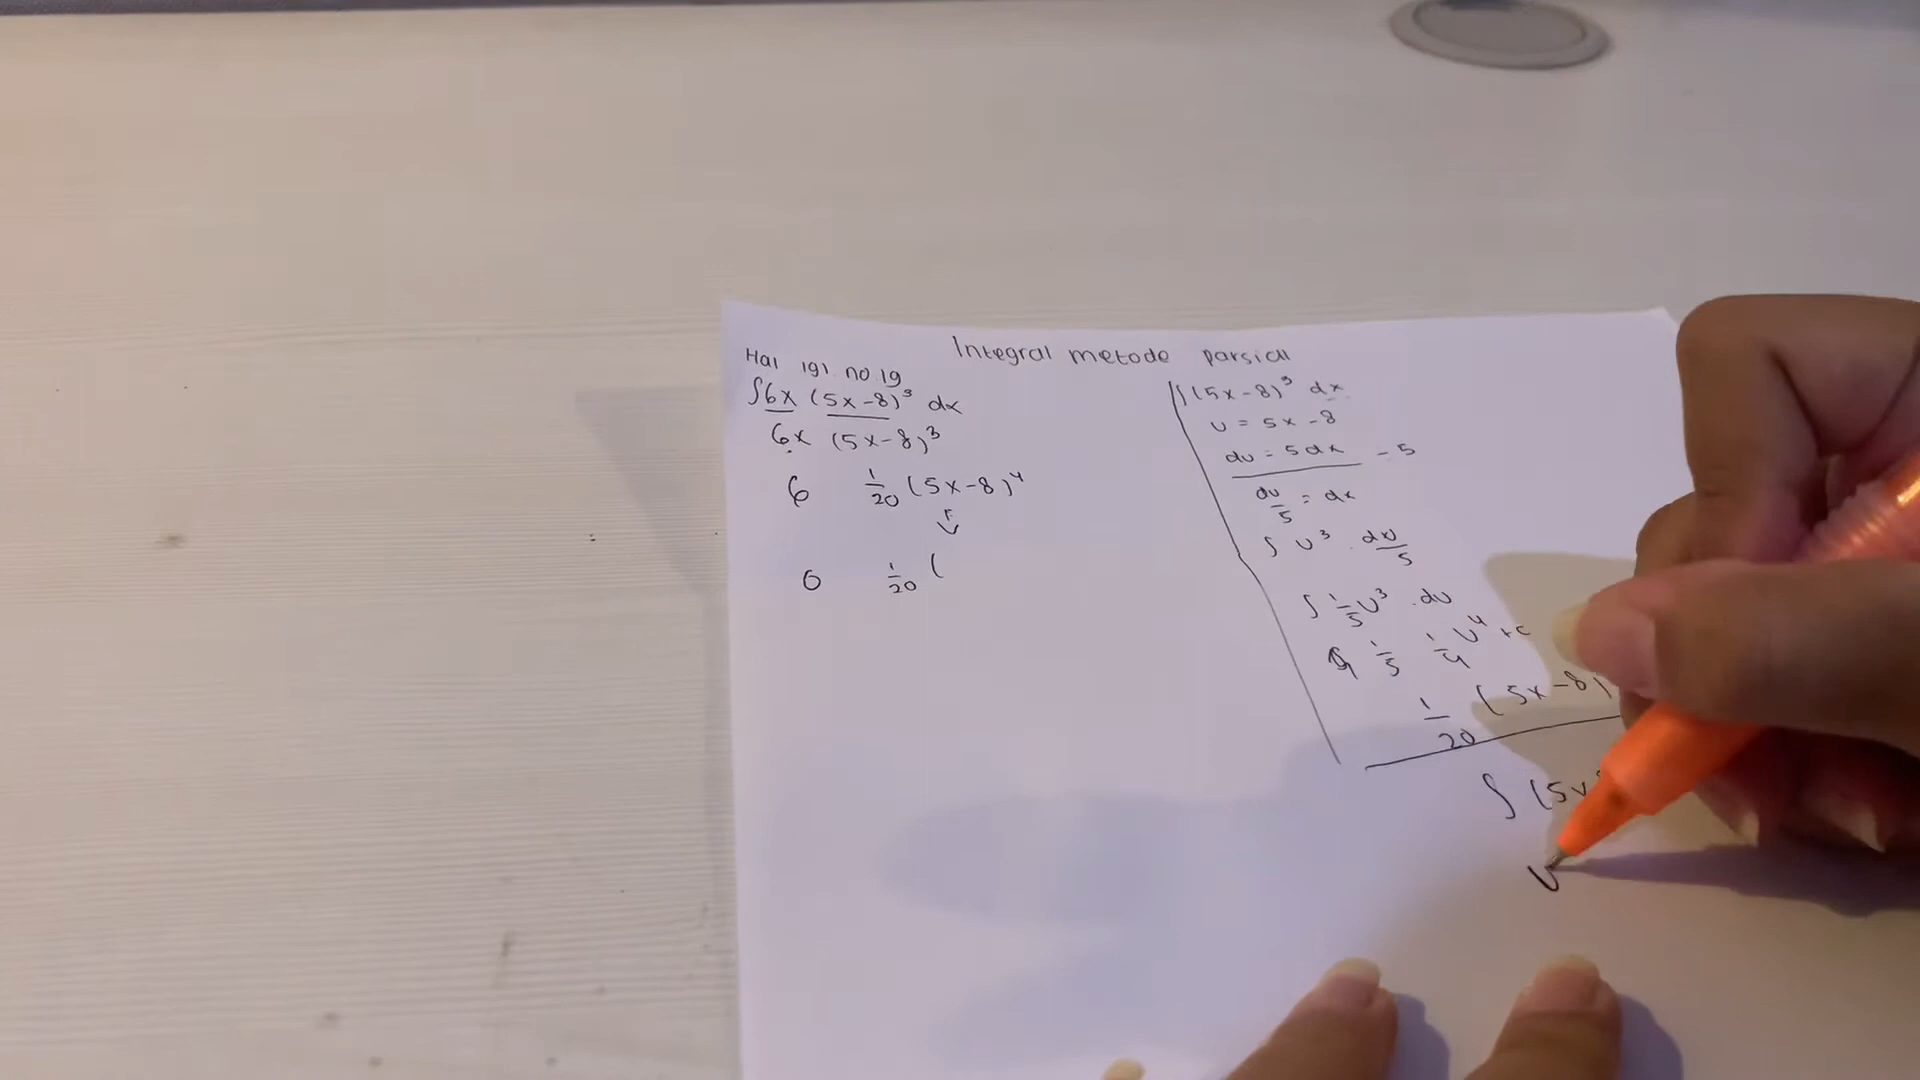 Integral metode parsial
Hal 191 no.19
∫6x (5x-8)³ dx
6x (5x-8)³
6 1/20 (5x-8)⁴
0 1/20 (
∫(5x-8)³ dx
u = 5x-8
du = 5dx -5
du/5 = dx
∫ u³ . du/5
∫ 1/5 u³ . du
1/5 1/4 u⁴ +c
1/20 (5x-8)
∫ (5x
u